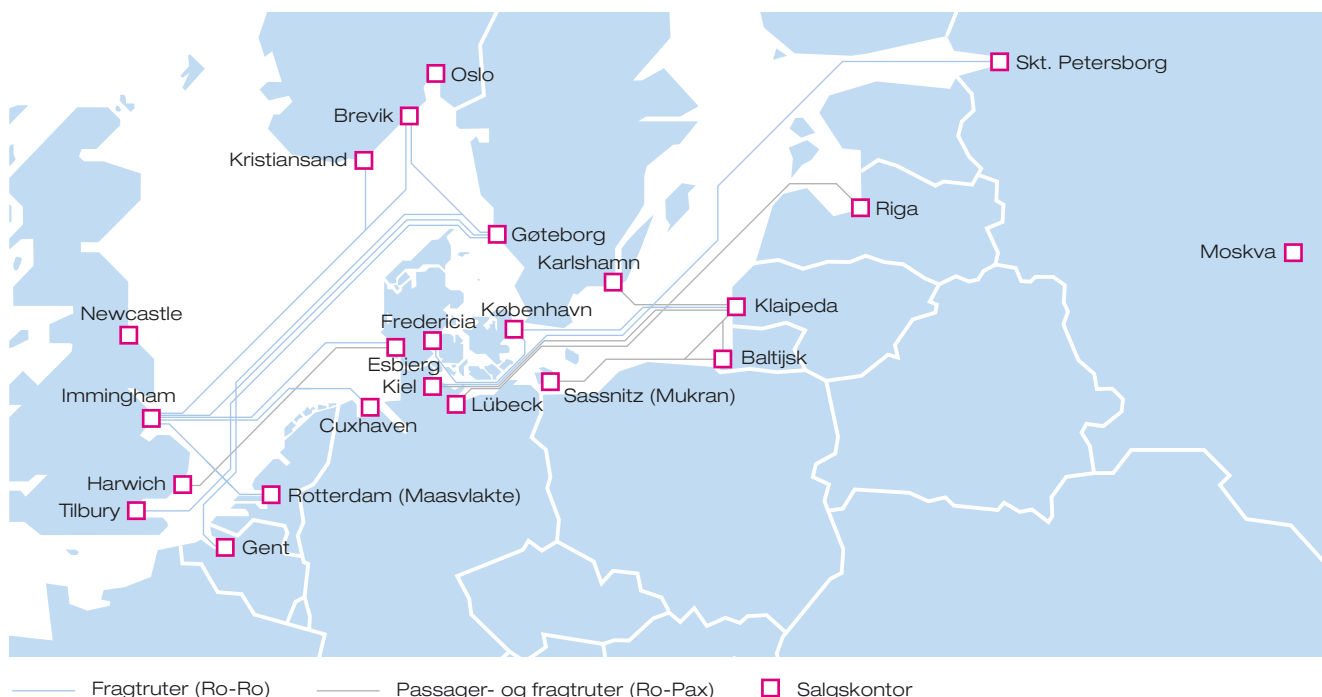 Oslo
Skt. Petersborg
Brevik
Kristiansand
Riga
Gøteborg
Moskva
Karlshamn
Klaipeda
Newcastle
København
Fredericia
Esbjerg
Baltijsk
Kiel
Sassnitz (Mukran)
Immingham
Lübeck
Cuxhaven
Harwich
Rotterdam (Maasvlakte)
Tilbury
Gent
Fragtruter (Ro-Ro) Passager- og fragtruter (Ro-Pax) Salgskontor